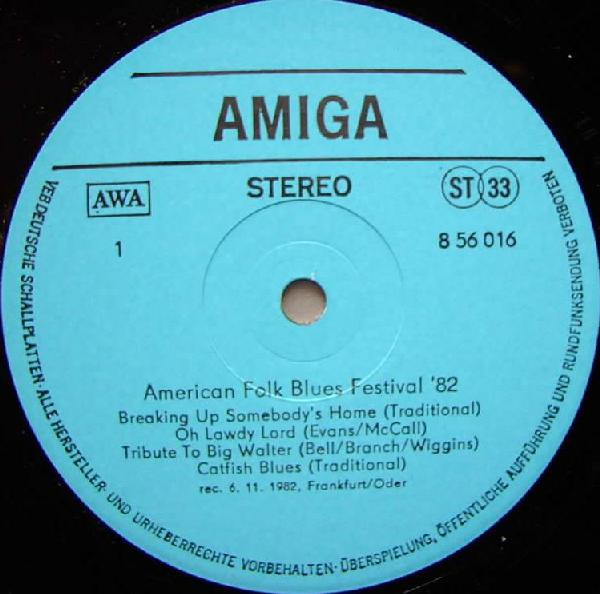 AMIGA
AWA
STEREO
ST 33
1
8 56 016
American Folk Blues Festival '82
Breaking Up Somebody's Home (Traditional)
Oh Lawdy Lord (Evans/McCall)
Tribute To Big Walter (Bell/Branch/Wiggins)
Catfish Blues (Traditional)
rec. 6. 11. 1982, Frankfurt/Oder
VEB DEUTSCHE SCHALLPLATTEN · ALLE HERSTELLER- UND URHEBERRECHTE VORBEHALTEN · ÜBERSPIELUNG, ÖFFENTLICHE AUFFÜHRUNG UND RUNDFUNKSENDUNG VERBOTEN